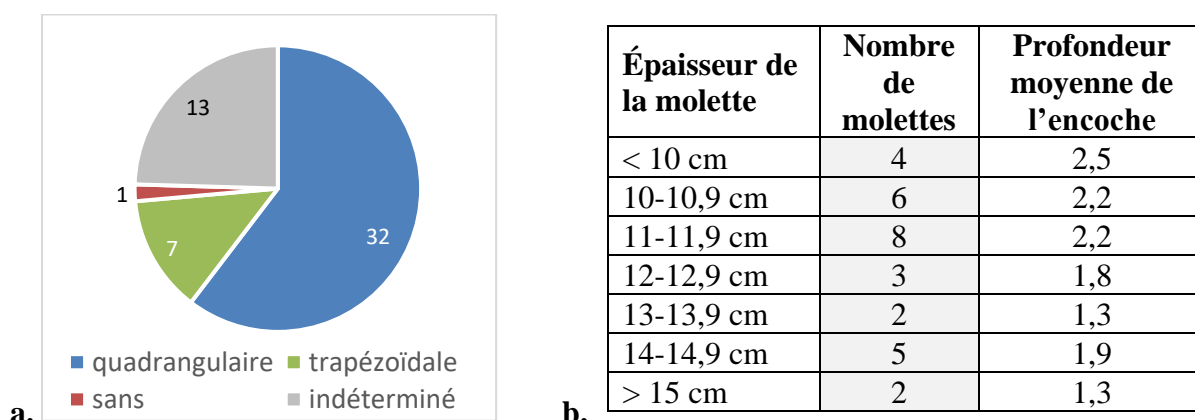 13
1
7
32
quadrangulaire trapézoïdale
sans indéterminé
a.
Épaisseur de la molette Nombre de molettes Profondeur moyenne de l’encoche
< 10 cm 4 2,5
10-10,9 cm 6 2,2
11-11,9 cm 8 2,2
12-12,9 cm 3 1,8
13-13,9 cm 2 1,3
14-14,9 cm 5 1,9
> 15 cm 2 1,3
b.